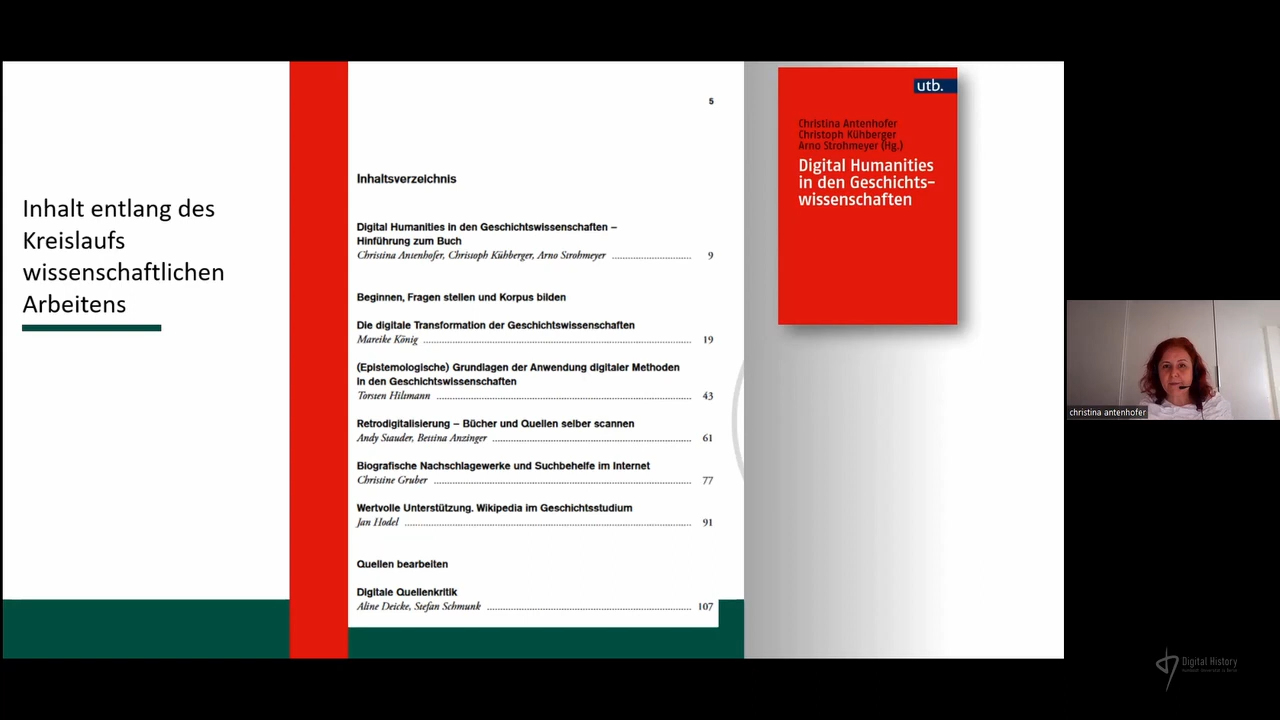 Inhalt entlang des
Kreislaufs
wissenschaftlichen
Arbeitens
5
Inhaltsverzeichnis
Digital Humanities in den Geschichtswissenschaften –
Hinführung zum Buch
Christina Antenhofer, Christoph Kühberger, Arno Strohmeyer ........................ 9
Beginnen, Fragen stellen und Korpus bilden
Die digitale Transformation der Geschichtswissenschaften
Mareike König ........................ 19
(Epistemologische) Grundlagen der Anwendung digitaler Methoden
in den Geschichtswissenschaften
Torsten Hiltmann ........................ 43
Retrodigitalisierung – Bücher und Quellen selber scannen
Andy Stauder, Bettina Anzinger ........................ 61
Biografische Nachschlagewerke und Suchbehelfe im Internet
Christine Gruber ........................ 77
Wertvolle Unterstützung. Wikipedia im Geschichtsstudium
Jan Hodel ........................ 91
Quellen bearbeiten
Digitale Quellenkritik
Aline Deicke, Stefan Schmunk ........................ 107
utb.
Christina Antenhofer
Christoph Kühberger
Arno Strohmeyer (Hg.)
Digital Humanities
in den Geschichts-
wissenschaften
christina antenhofer
Digital History